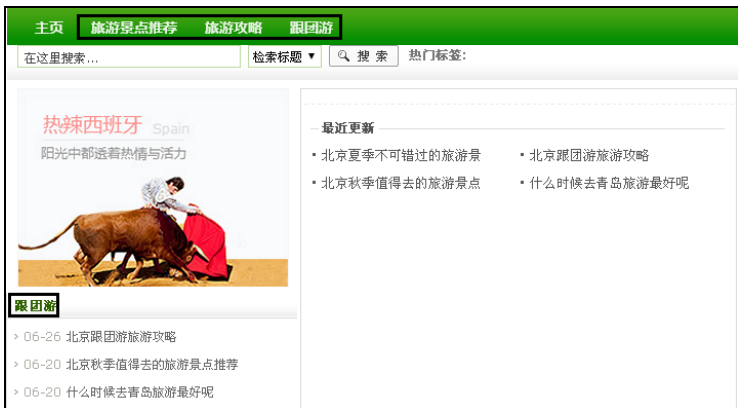 主页 旅游景点推荐 旅游攻略 跟团游
在这里搜索... 检索标题 ▼ 搜索 热门标签:
热辣西班牙 Spain
阳光中都透着热情与活力
最近更新
▪ 北京夏季不可错过的旅游景 ▪ 北京跟团游旅游攻略
▪ 北京秋季值得去的旅游景点 ▪ 什么时候去青岛旅游最好呢
跟团游
> 06-26 北京跟团游旅游攻略
> 06-20 北京秋季值得去的旅游景点推荐
> 06-20 什么时候去青岛旅游最好呢